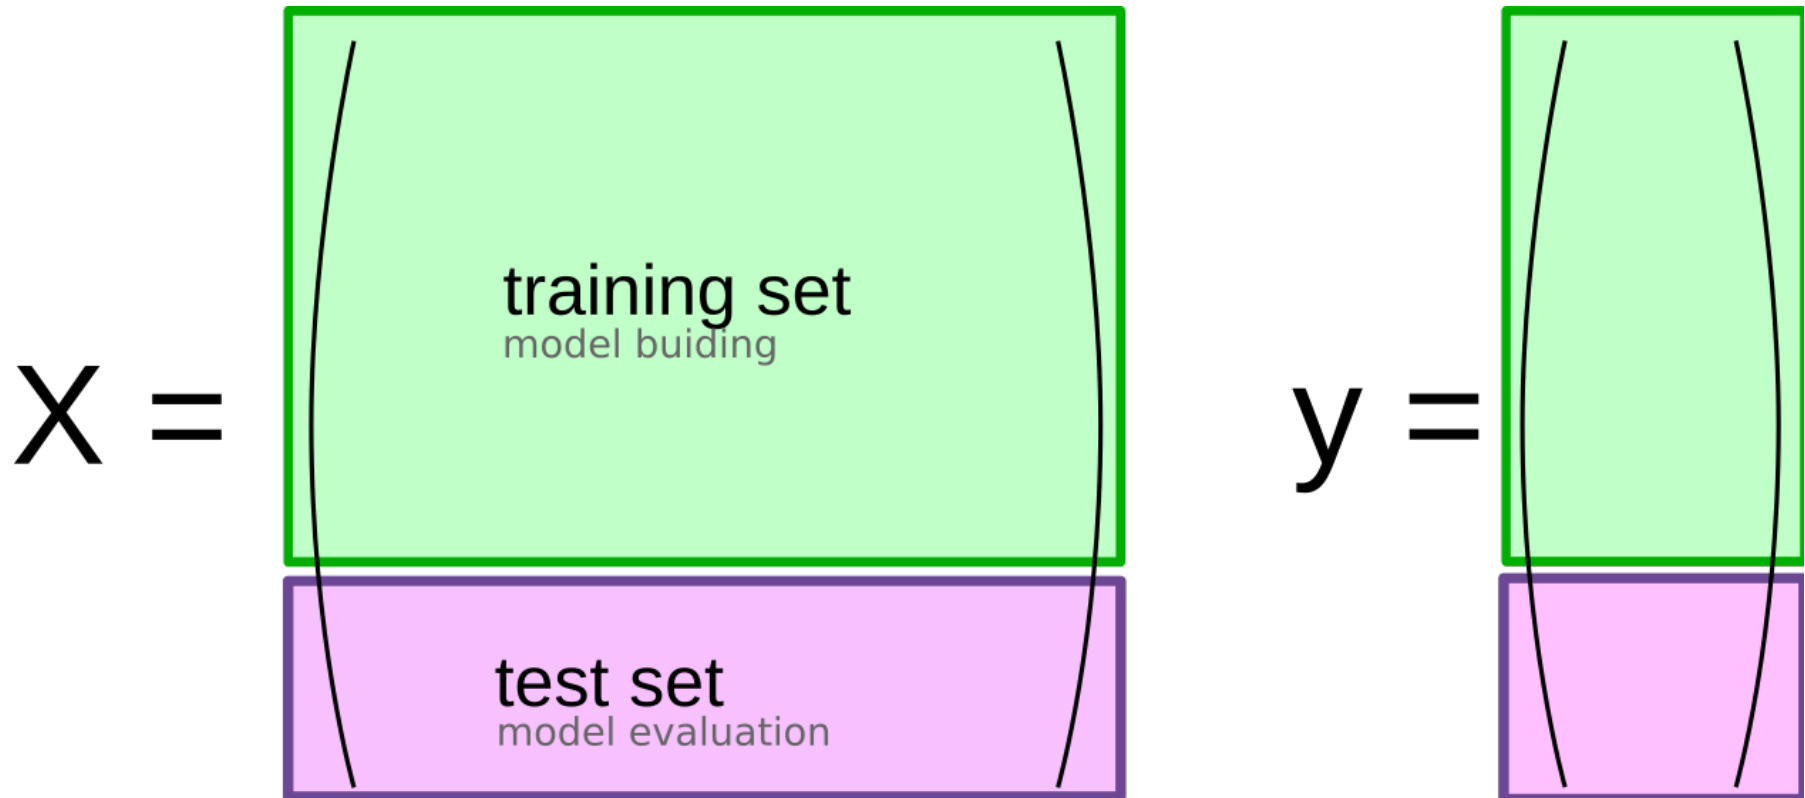 X =
training set
model buiding
test set
model evaluation
y =